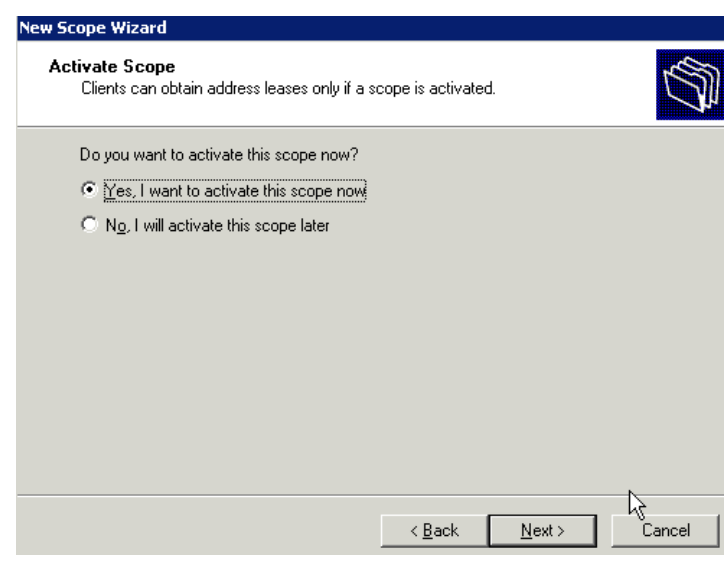 New Scope Wizard
Activate Scope
Clients can obtain address leases only if a scope is activated.
Do you want to activate this scope now?
Yes, I want to activate this scope now
No, I will activate this scope later
< Back
Next >
Cancel